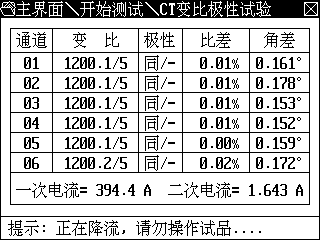 主界面\开始测试\CT变比极性试验
通道 变 比 极性 比差 角差
01 1200.1/5 同/- 0.01% 0.161°
02 1200.1/5 同/- 0.01% 0.178°
03 1200.1/5 同/- 0.01% 0.153°
04 1200.1/5 同/- 0.01% 0.152°
05 1200.1/5 同/- 0.00% 0.159°
06 1200.2/5 同/- 0.02% 0.172°
一次电流= 394.4 A 二次电流= 1.643 A
提示: 正在降流, 请勿操作试品....